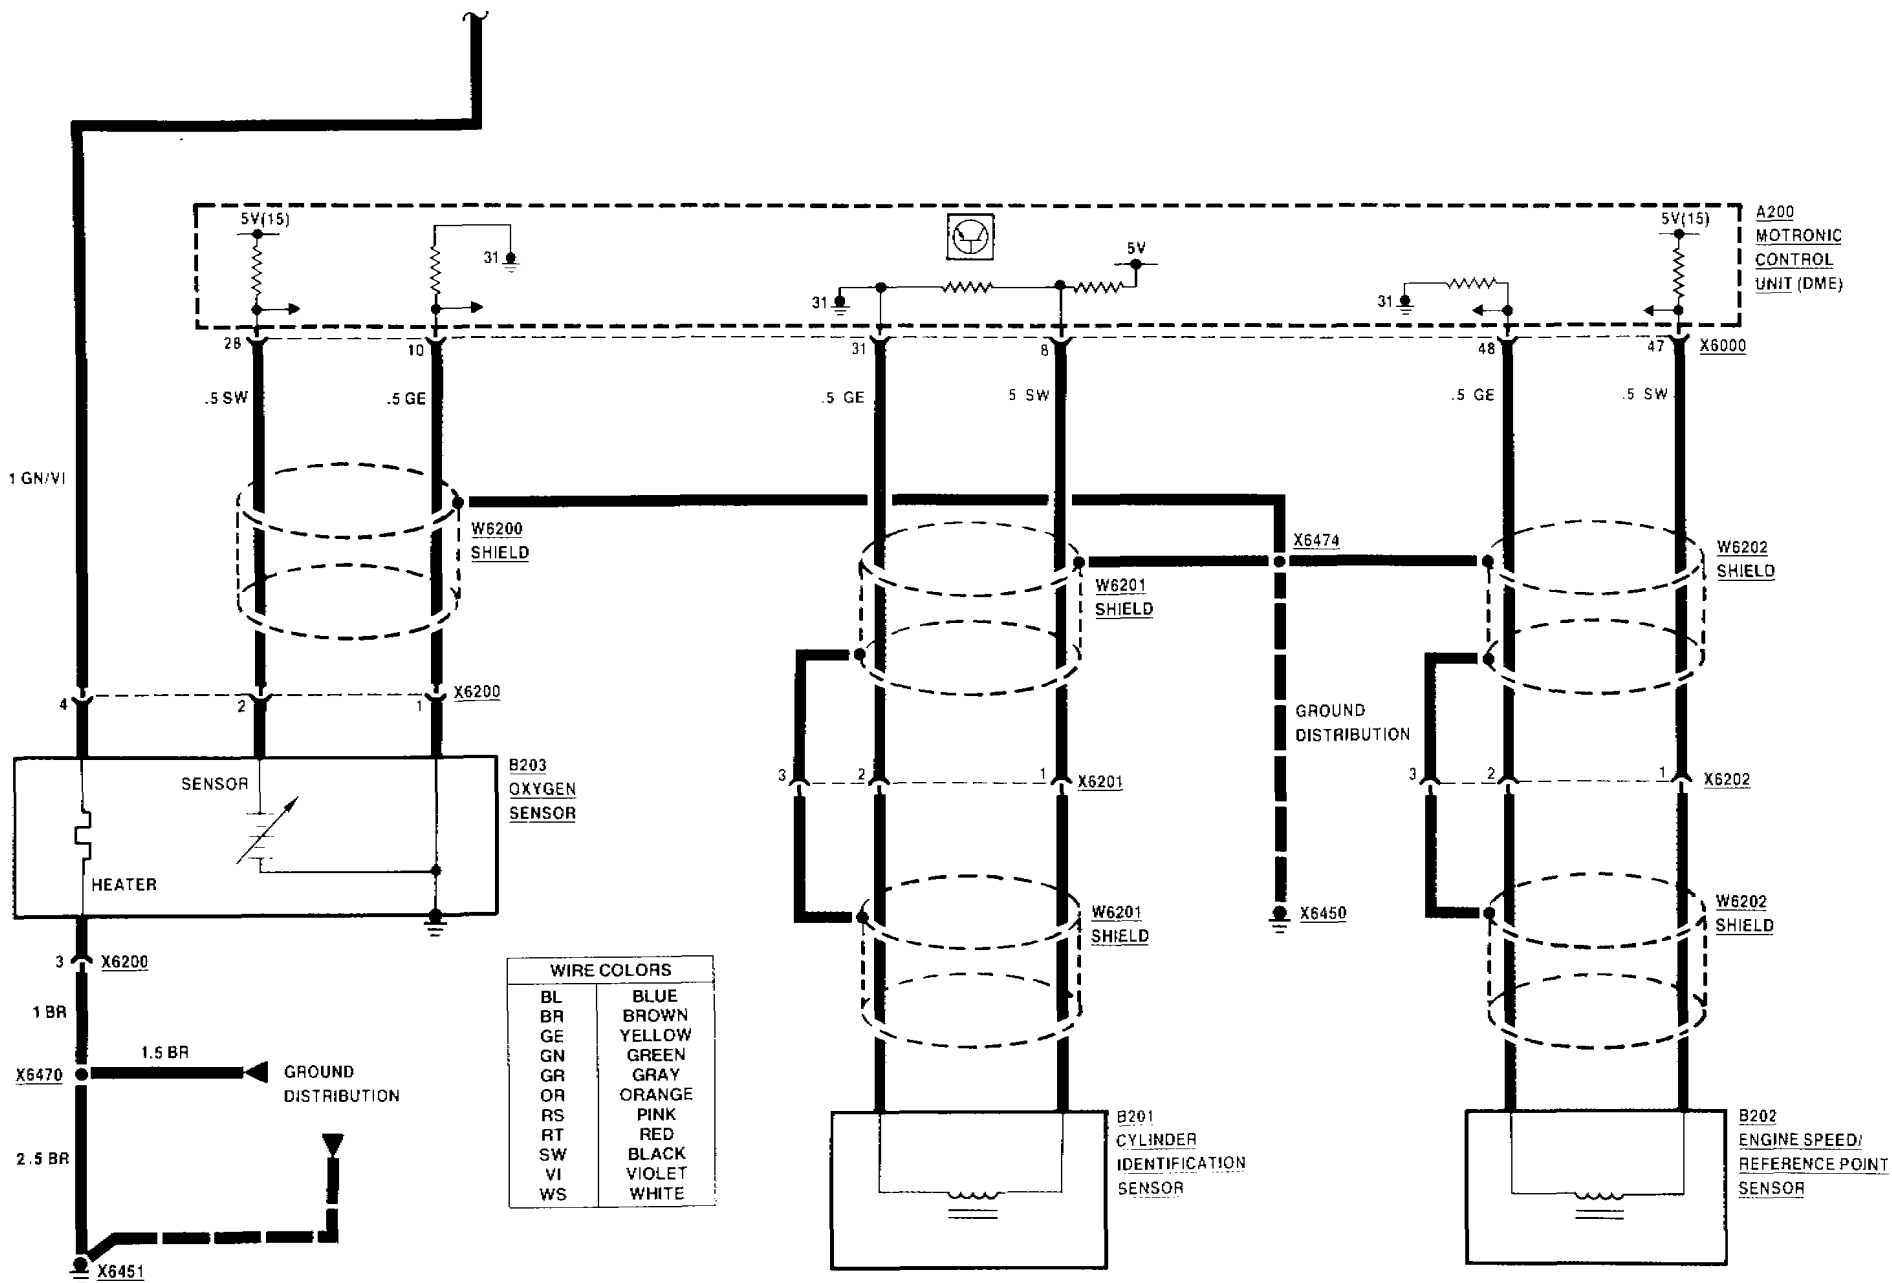 5V(15)
31
31
5V
31
5V(15)
A200
MOTRONIC
CONTROL
UNIT (DME)
28
10
31
8
48
47
X6000
.5 SW
.5 GE
.5 GE
5 SW
.5 GE
.5 SW
1 GN/VI
W6200
SHIELD
X6474
W6201
SHIELD
W6202
SHIELD
4
2
1
X6200
GROUND
DISTRIBUTION
3
2
1
X6201
3
2
1
X6202
SENSOR
HEATER
B203
OXYGEN
SENSOR
W6201
SHIELD
X6450
W6202
SHIELD
3
X6200
1 BR
1.5 BR
X6470
GROUND
DISTRIBUTION
2.5 BR
X6451
WIRE COLORS
BL BLUE
BR BROWN
GE YELLOW
GN GREEN
GR GRAY
OR ORANGE
RS PINK
RT RED
SW BLACK
VI VIOLET
WS WHITE
B201
CYLINDER
IDENTIFICATION
SENSOR
B202
ENGINE SPEED/
REFERENCE POINT
SENSOR